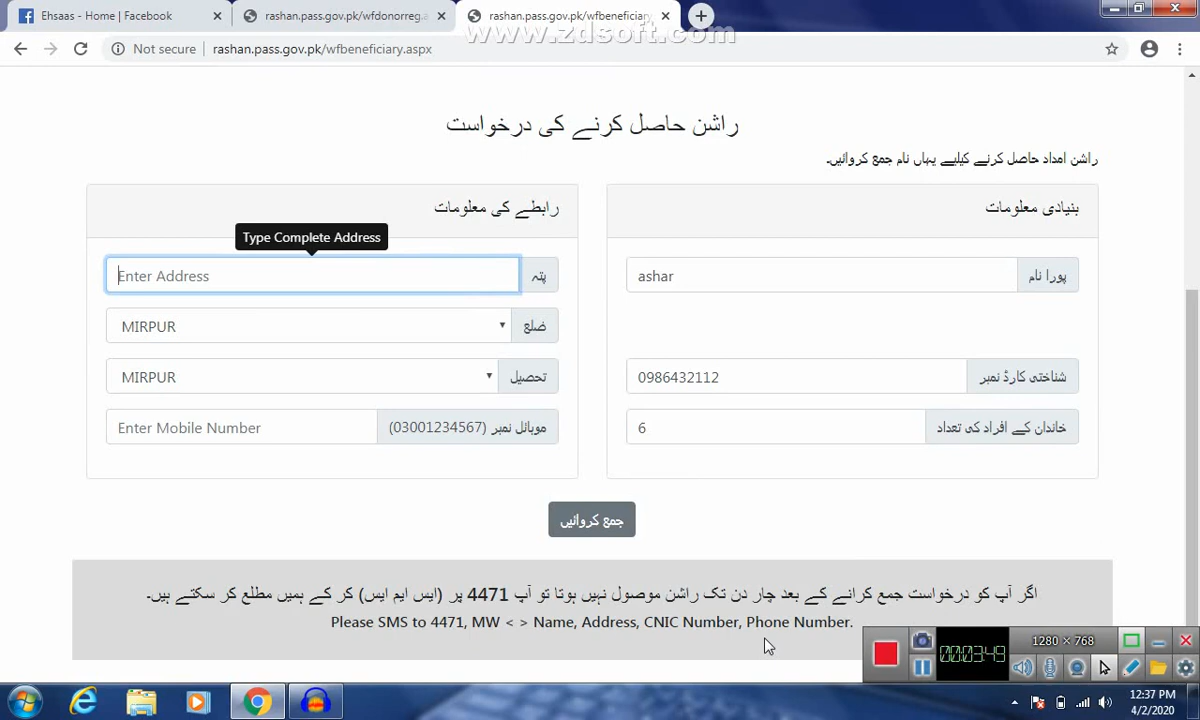 Ehsaas - Home | Facebook
rashan.pass.gov.pk/wfdonorreg.a
rashan.pass.gov.pk/wfbeneficiary
www.zdsoft.com
Not secure | rashan.pass.gov.pk/wfbeneficiary.aspx
راشن حاصل کرنے کی درخواست
راشن امداد حاصل کرنے کیلیے یہاں نام جمع کروائیں۔
بنیادی معلومات
پورا نام
ashar
شناختی کارڈ نمبر
0986432112
خاندان کے افراد کی تعداد
6
رابطے کی معلومات
Type Complete Address
پتہ
Enter Address
ضلع
MIRPUR
تحصیل
MIRPUR
موبائل نمبر (03001234567)
Enter Mobile Number
جمع کروائیں
اگر آپ کو درخواست جمع کرانے کے بعد چار دن تک راشن موصول نہیں ہوتا تو آپ 4471 پر (ایس ایم ایس) کر کے ہمیں مطلع کر سکتے ہیں۔
Please SMS to 4471, MW < > Name, Address, CNIC Number, Phone Number.
1280 × 768
00:03:49
12:37 PM
4/2/2020